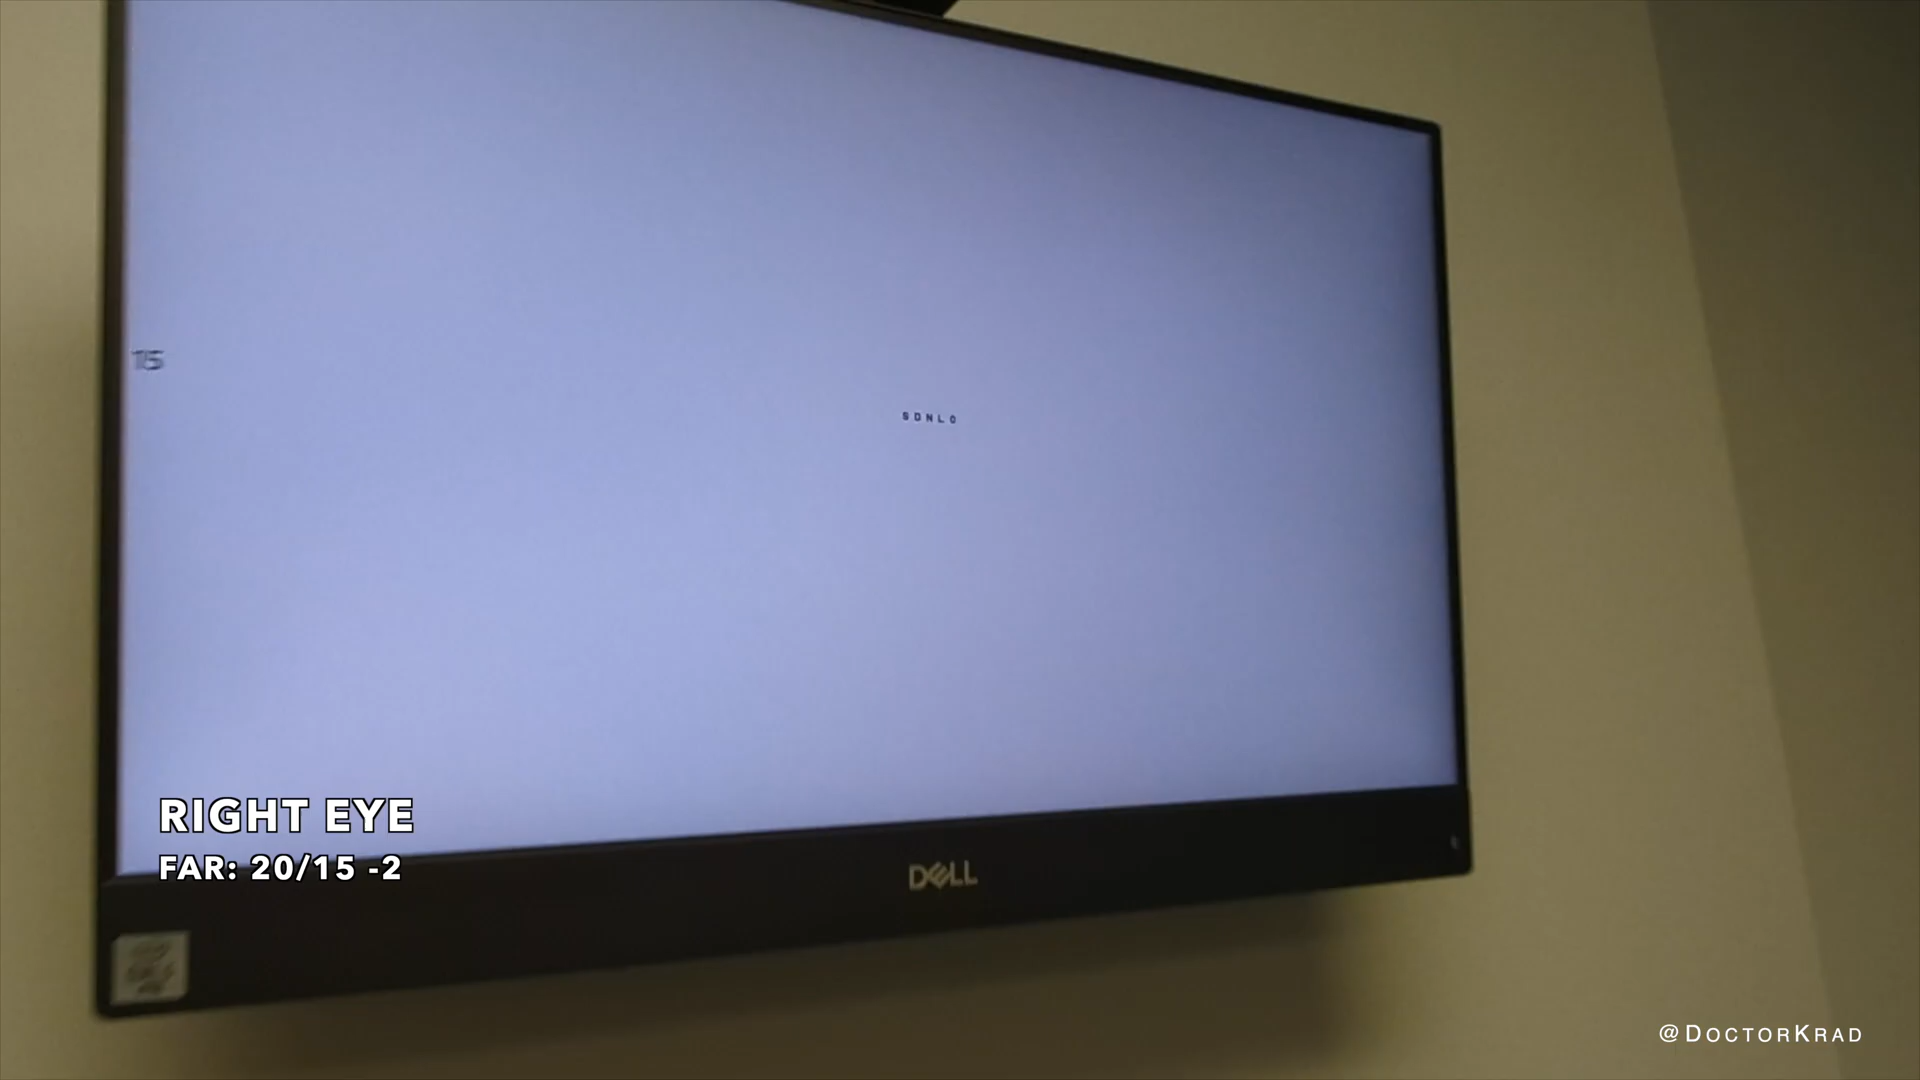 15
SDNLO
RIGHT EYE
FAR: 20/15 -2
DELL
@DOCTORKRAD